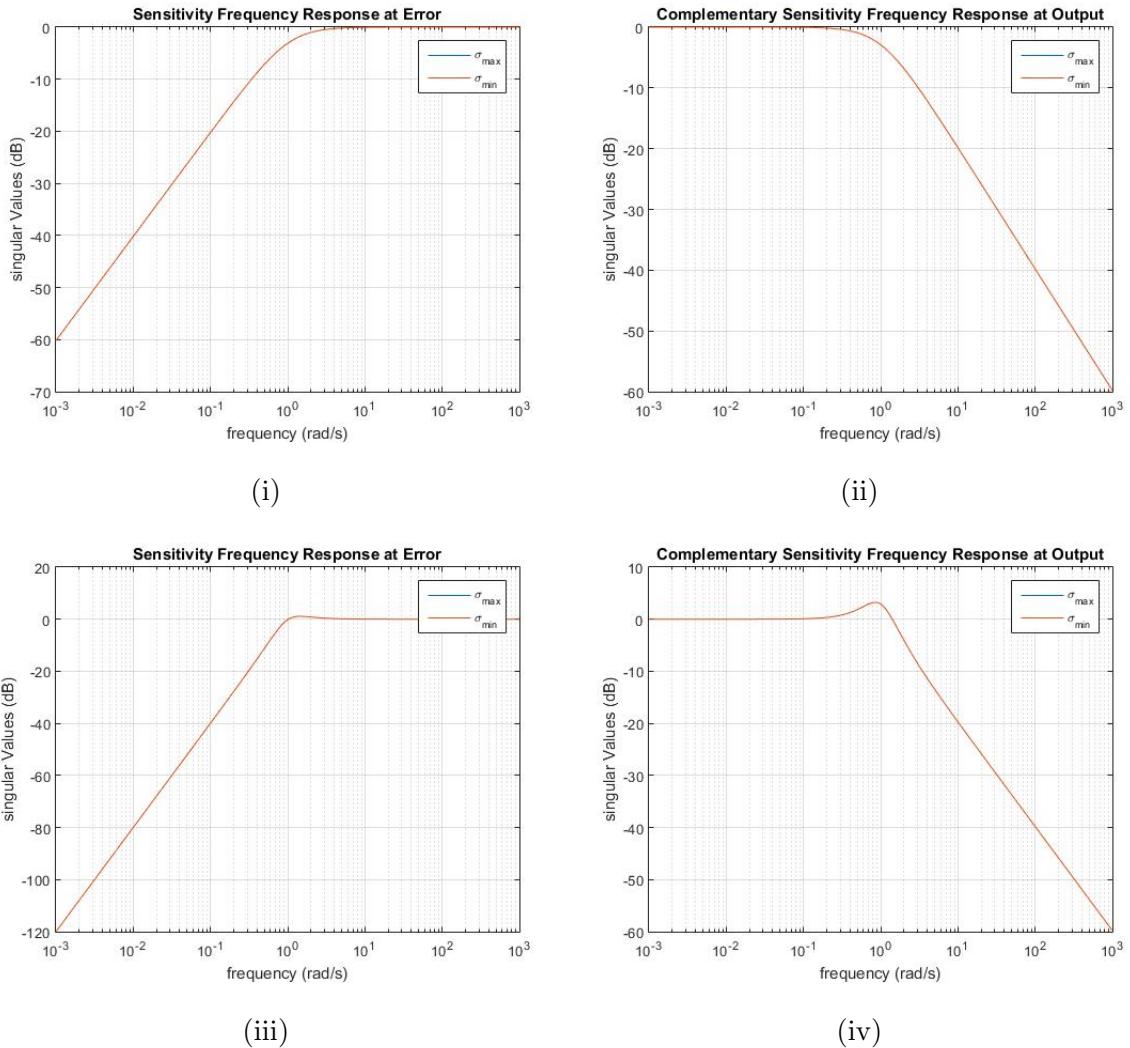 Sensitivity Frequency Response at Error
0
-10
-20
-30
-40
-50
-60
-70
singular Values (dB)
σmax
σmin
10-3 10-2 10-1 100 101 102 103
frequency (rad/s)
(i)
Complementary Sensitivity Frequency Response at Output
0
-10
-20
-30
-40
-50
-60
singular Values (dB)
σmax
σmin
10-3 10-2 10-1 100 101 102 103
frequency (rad/s)
(ii)
Sensitivity Frequency Response at Error
20
0
-20
-40
-60
-80
-100
-120
singular Values (dB)
σmax
σmin
10-3 10-2 10-1 100 101 102 103
frequency (rad/s)
(iii)
Complementary Sensitivity Frequency Response at Output
10
0
-10
-20
-30
-40
-50
-60
singular Values (dB)
σmax
σmin
10-3 10-2 10-1 100 101 102 103
frequency (rad/s)
(iv)